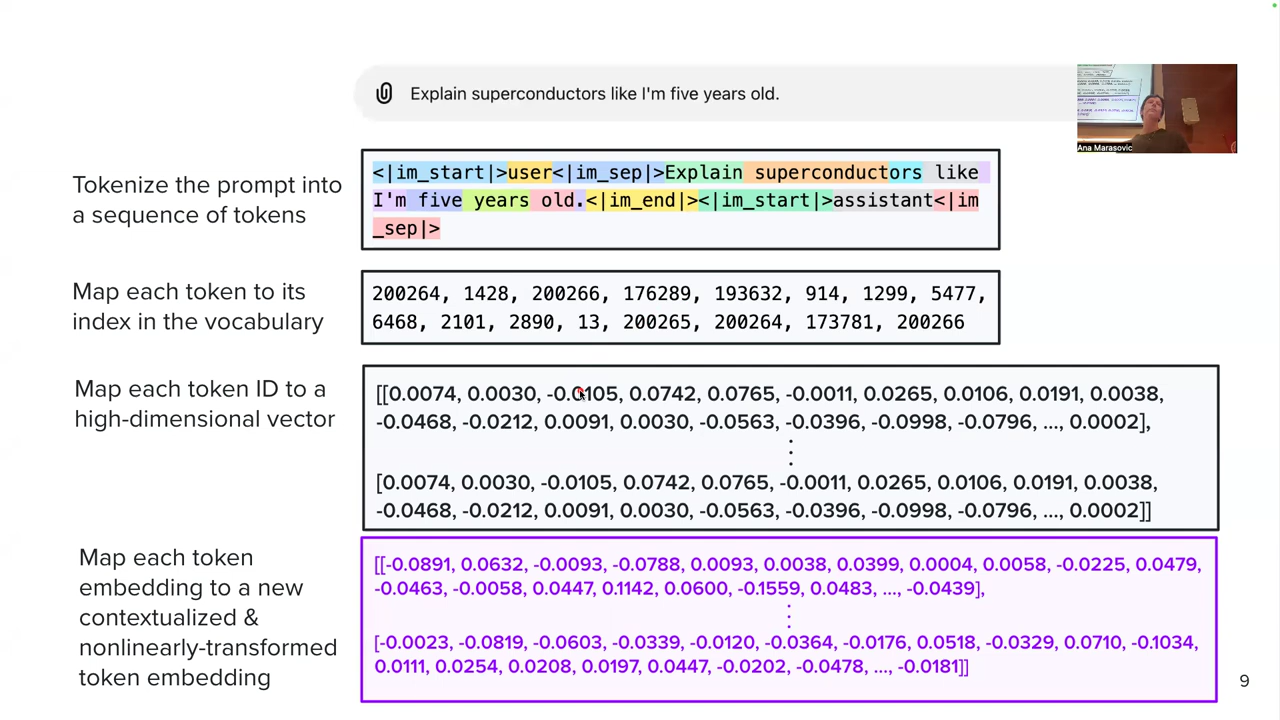 Explain superconductors like I'm five years old.
Ana Marasovic
Tokenize the prompt into
a sequence of tokens
<|im_start|>user<|im_sep|>Explain superconductors like
I'm five years old.<|im_end|><|im_start|>assistant<|im
_sep|>
Map each token to its
index in the vocabulary
200264, 1428, 200266, 176289, 193632, 914, 1299, 5477,
6468, 2101, 2890, 13, 200265, 200264, 173781, 200266
Map each token ID to a
high-dimensional vector
[[0.0074, 0.0030, -0.0105, 0.0742, 0.0765, -0.0011, 0.0265, 0.0106, 0.0191, 0.0038,
-0.0468, -0.0212, 0.0091, 0.0030, -0.0563, -0.0396, -0.0998, -0.0796, ..., 0.0002],
[0.0074, 0.0030, -0.0105, 0.0742, 0.0765, -0.0011, 0.0265, 0.0106, 0.0191, 0.0038,
-0.0468, -0.0212, 0.0091, 0.0030, -0.0563, -0.0396, -0.0998, -0.0796, ..., 0.0002]]
Map each token
embedding to a new
contextualized &
nonlinearly-transformed
token embedding
[[-0.0891, 0.0632, -0.0093, -0.0788, 0.0093, 0.0038, 0.0399, 0.0004, 0.0058, -0.0225, 0.0479,
-0.0463, -0.0058, 0.0447, 0.1142, 0.0600, -0.1559, 0.0483, ..., -0.0439],
[-0.0023, -0.0819, -0.0603, -0.0339, -0.0120, -0.0364, -0.0176, 0.0518, -0.0329, 0.0710, -0.1034,
0.0111, 0.0254, 0.0208, 0.0197, 0.0447, -0.0202, -0.0478, ..., -0.0181]]
9